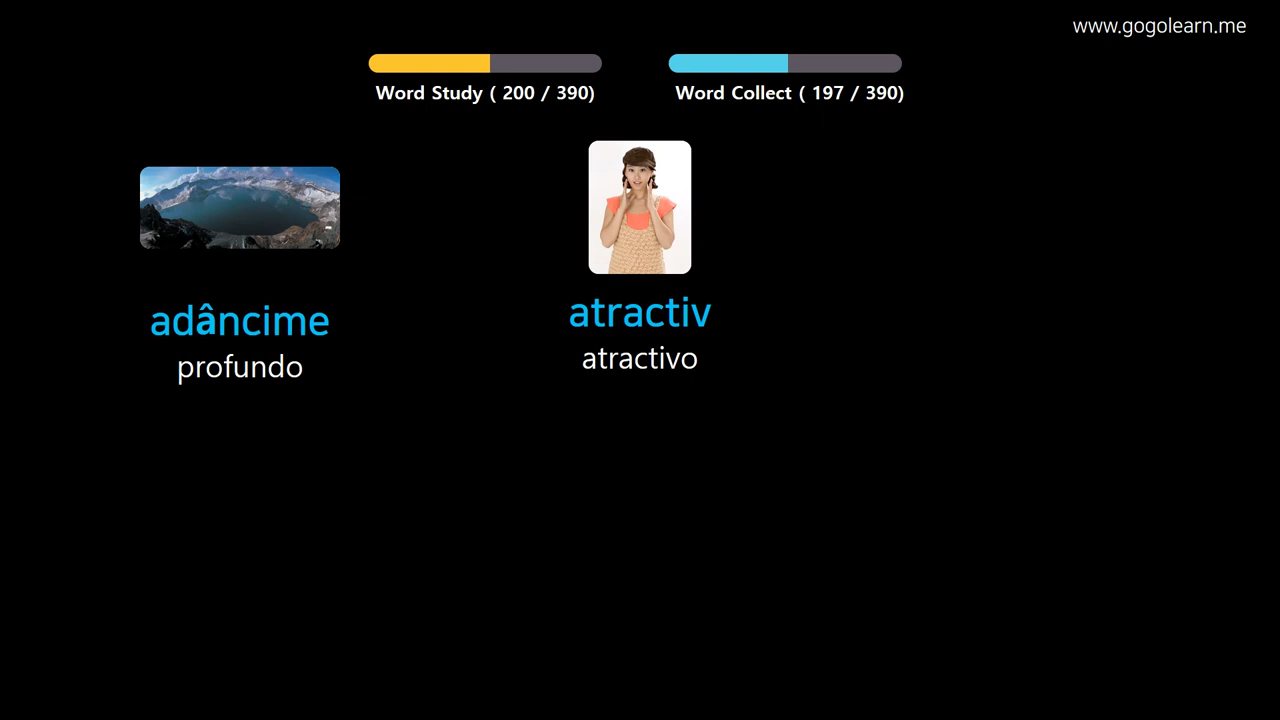 www.gogolearn.me
Word Study ( 200 / 390)
Word Collect ( 197 / 390)
adâncime
profundo
atractiv
atractivo